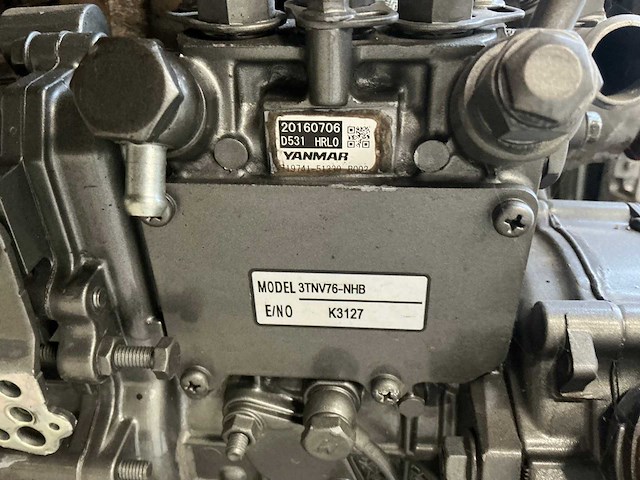 20160706
D531 HRL0
YANMAR
MODEL 3TNV76-NHB
E/NO K3127